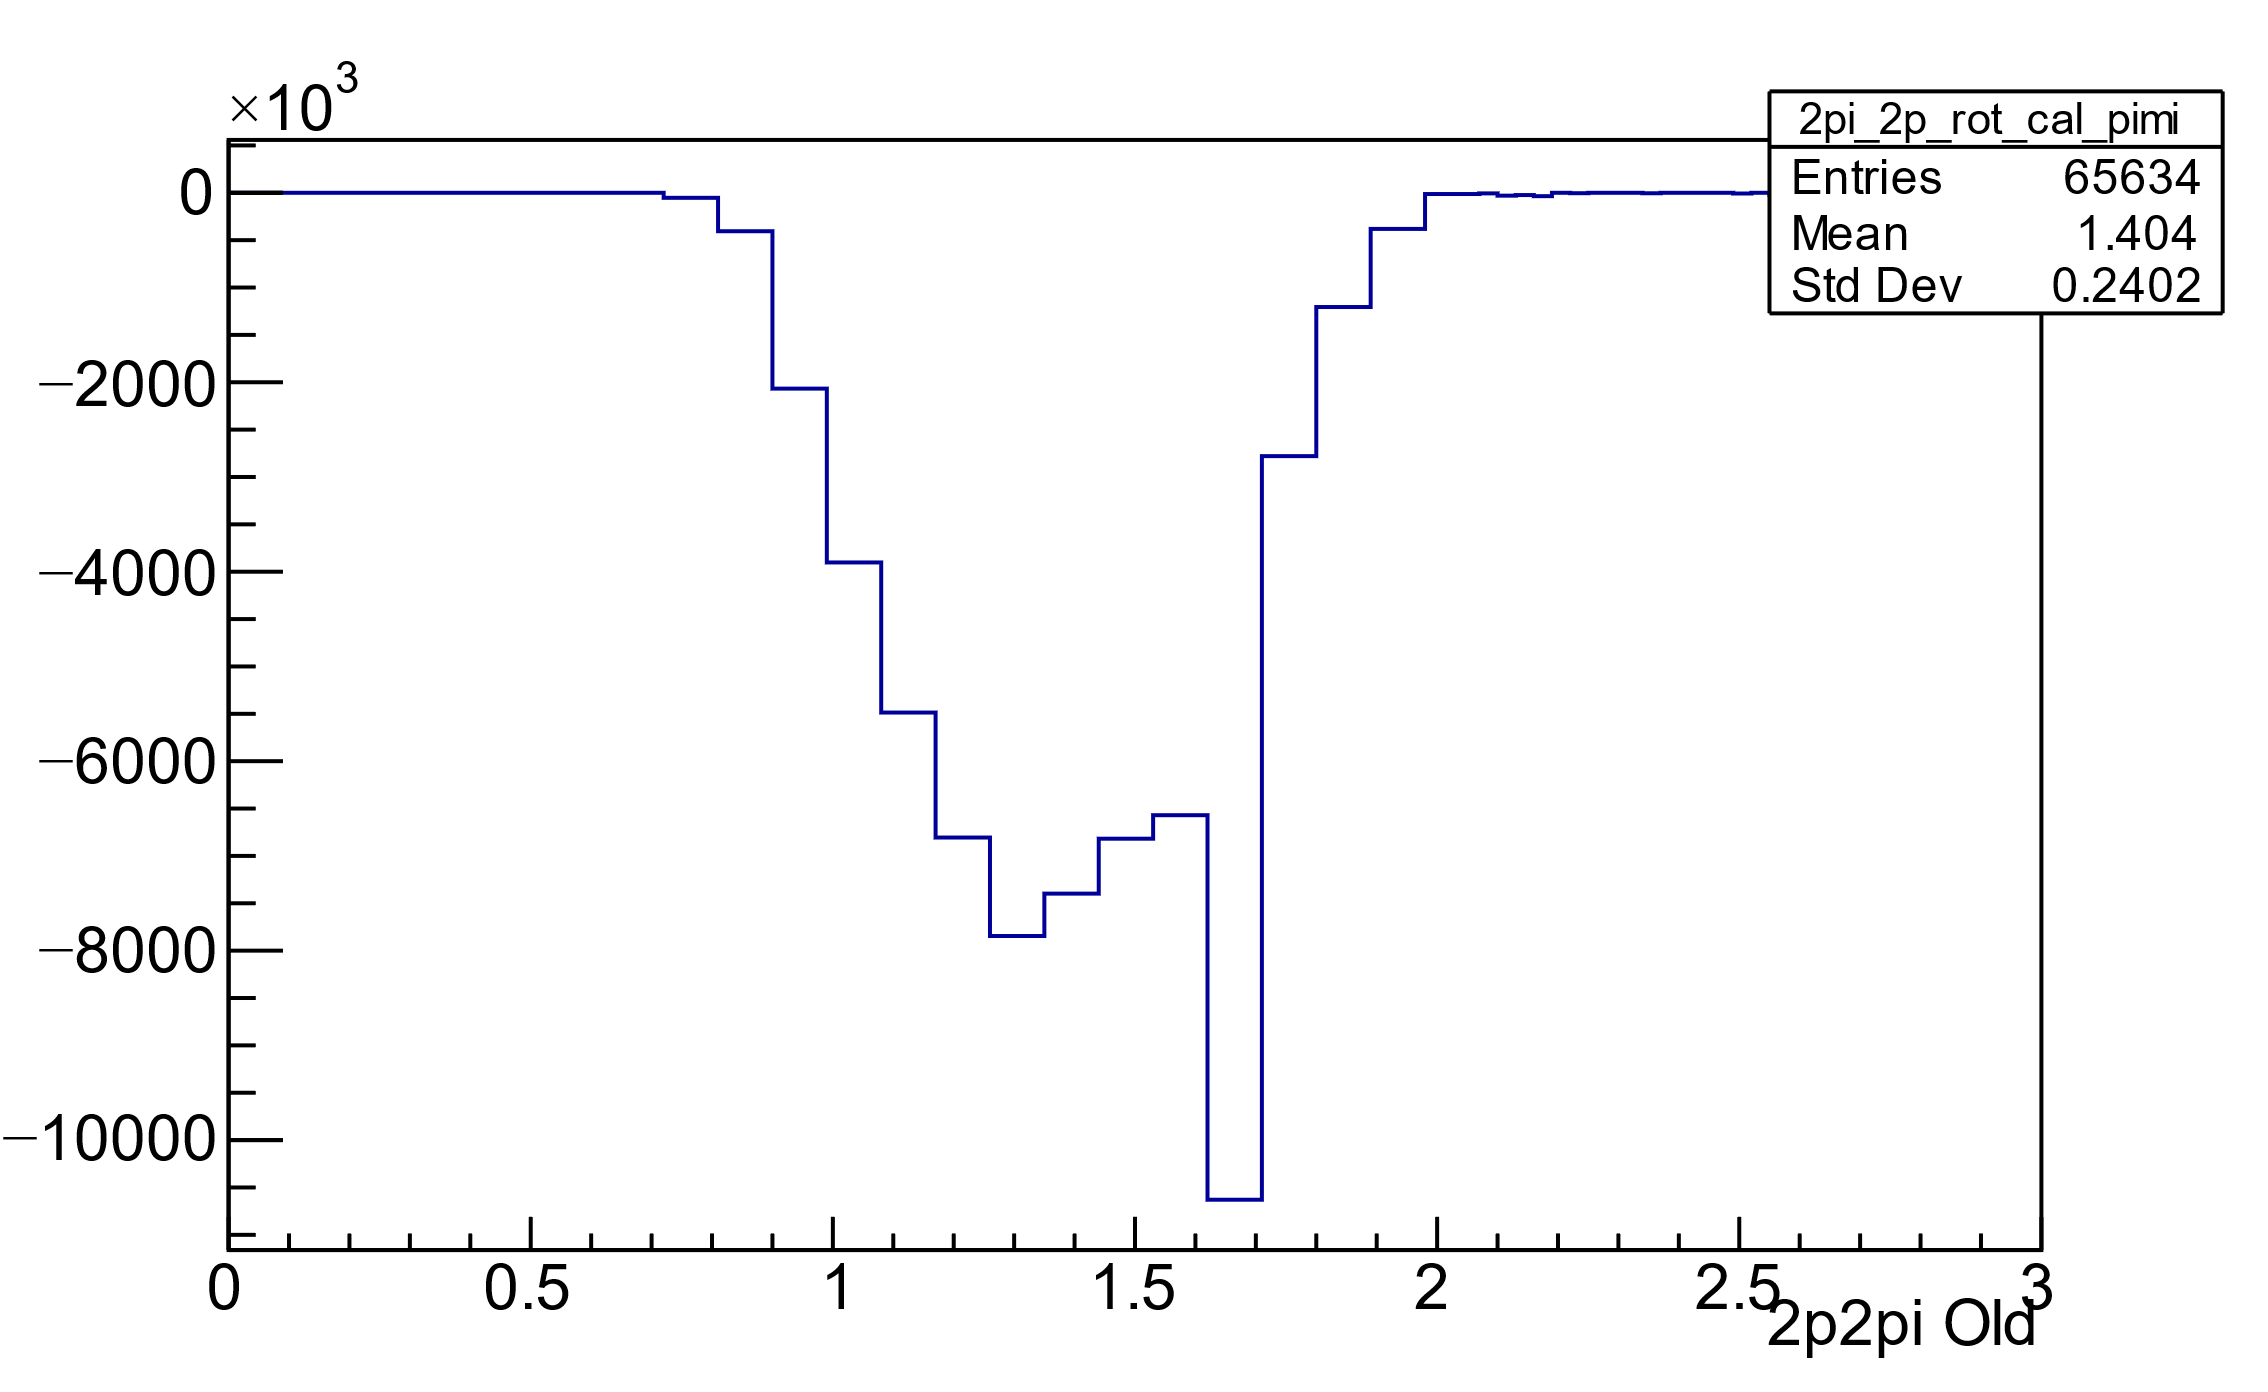 ×10³
2pi_2p_rot_cal_pimi
Entries 65634
Mean 1.404
Std Dev 0.2402
0
−2000
−4000
−6000
−8000
−10000
0 0.5 1 1.5 2 2.5 3
2p2pi Old